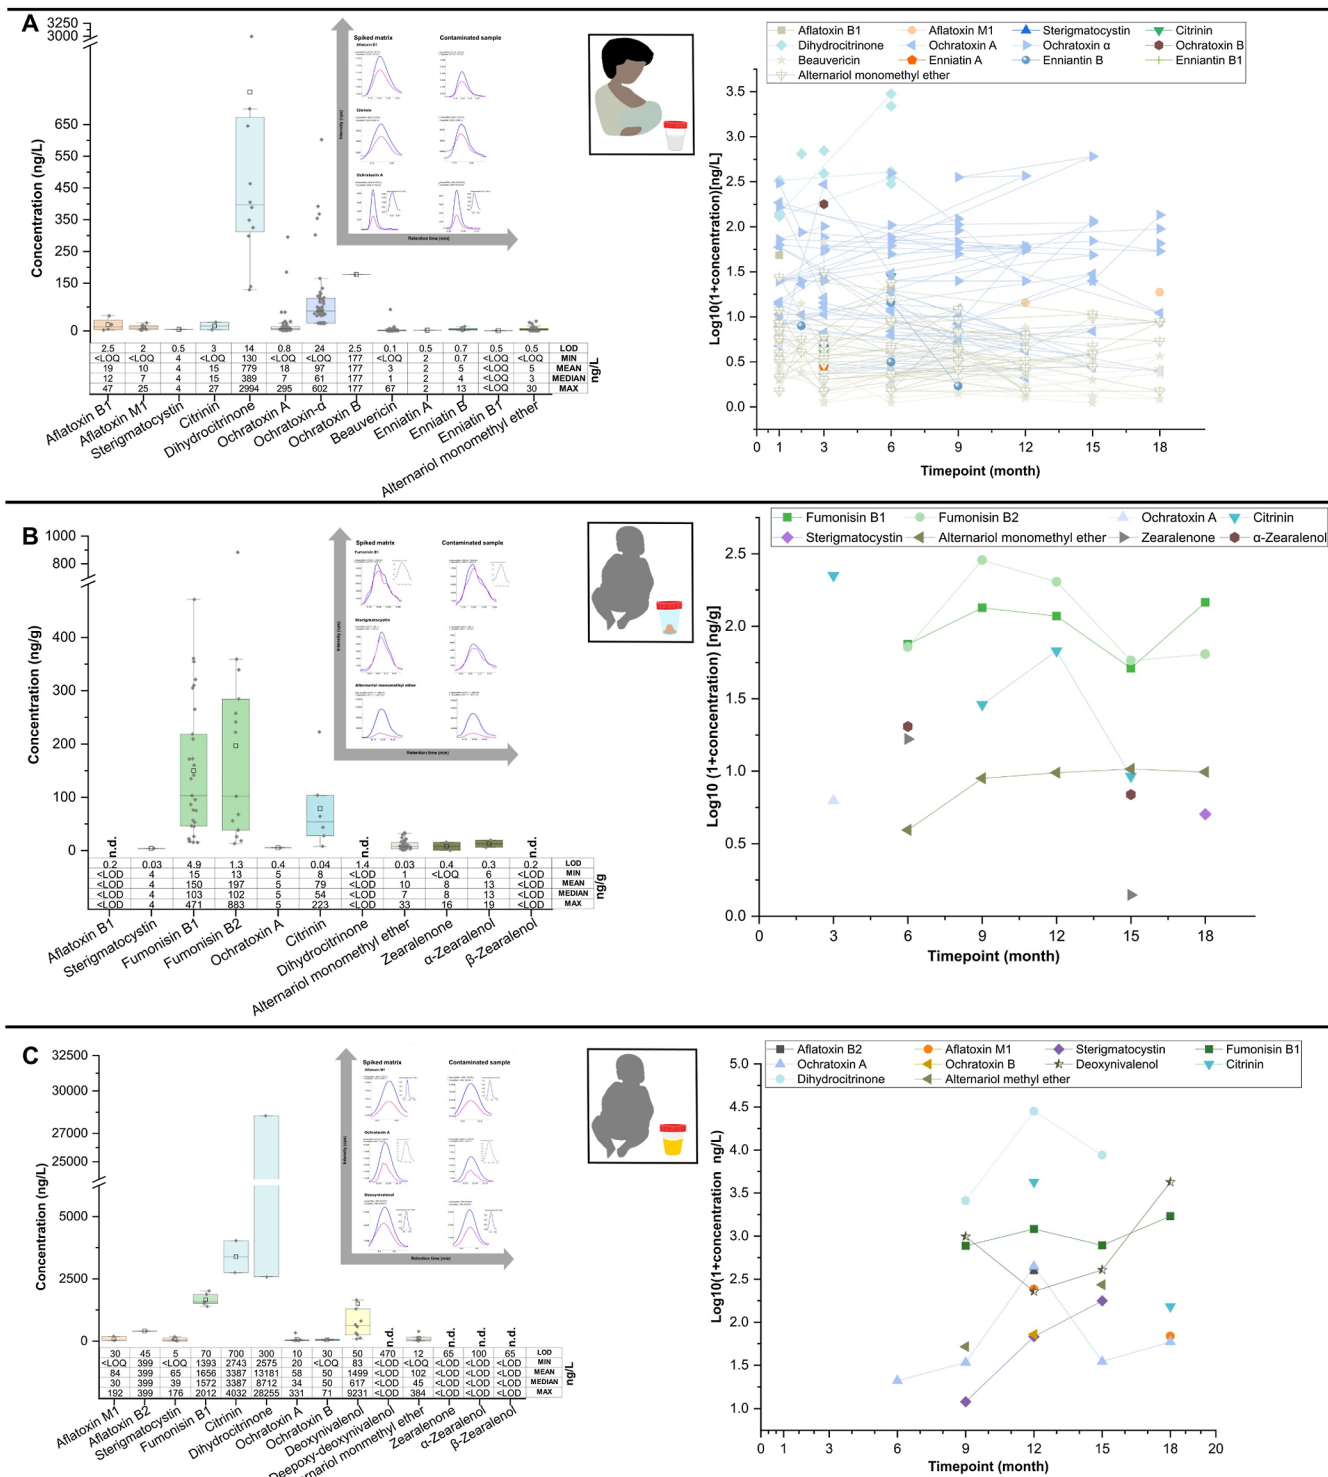 A
3250
3000
650
550
450
350
250
150
0
Concentration (ng/L)
Spiked matrix Contaminated sample
Aflatoxin B1
Citrinin
Ochratoxin A
Intensity (cps)
Retention time (min)
2.5 2 0.5 3 14 0.8 24 2.5 0.1 0.5 0.7 0.5 0.5 LOD
<LOQ <LOQ 4 <LOQ 130 <LOQ <LOQ 177 <LOQ 2 0.7 <LOQ <LOQ MIN
19 10 4 15 779 18 97 177 3 2 5 <LOQ 5 MEAN
12 7 4 15 389 7 61 177 1 2 4 <LOQ 3 MEDIAN
47 25 4 27 2994 295 602 177 67 2 13 <LOQ 30 MAX
ng/L
Aflatoxin B1
Aflatoxin M1
Sterigmatocystin
Citrinin
Dihydrocitrinone
Ochratoxin A
Ochratoxin-α
Ochratoxin B
Beauvericin
Enniatin A
Enniatin B
Enniatin B1
Alternariol monomethyl ether
Aflatoxin B1 Aflatoxin M1 Sterigmatocystin Citrinin
Dihydrocitrinone Ochratoxin A Ochratoxin α Ochratoxin B
Beauvericin Enniatin A Enniantin B Enniantin B1
Alternariol monomethyl ether
3.5
3.0
2.5
2.0
1.5
1.0
0.5
0.0
Log10(1+concentration)[ng/L]
0 1 3 6 9 12 15 18
Timepoint (month)
B
1000
800
400
300
200
100
0
Concentration (ng/g)
Spiked matrix Contaminated sample
Fumonisin B1
Sterigmatocystin
Alternariol monomethyl ether
Intensity (cps)
Retention time (min)
n.d. n.d. n.d.
0.2 0.03 4.9 1.3 0.4 0.04 1.4 0.03 0.4 0.3 0.2 LOD
<LOD 4 15 13 5 8 <LOD 1 <LOQ 6 <LOD MIN
<LOD 4 150 197 5 79 <LOD 10 8 13 <LOD MEAN
<LOD 4 103 102 5 54 <LOD 7 8 13 <LOD MEDIAN
<LOD 4 471 883 5 223 <LOD 33 16 19 <LOD MAX
ng/g
Aflatoxin B1
Sterigmatocystin
Fumonisin B1
Fumonisin B2
Ochratoxin A
Citrinin
Dihydrocitrinone
Alternariol monomethyl ether
Zearalenone
α-Zearalenol
β-Zearalenol
Fumonisin B1 Fumonisin B2 Ochratoxin A Citrinin
Sterigmatocystin Alternariol monomethyl ether Zearalenone α-Zearalenol
2.5
2.0
1.5
1.0
0.5
0.0
Log10 (1+concentration) [ng/g]
0 3 6 9 12 15 18
Timepoint (month)
C
32500
30000
27000
25000
5000
2500
0
Concentration (ng/L)
Spiked matrix Contaminated sample
Aflatoxin M1
Ochratoxin A
Deoxynivalenol
Intensity (cps)
Retention time (min)
n.d. n.d. n.d. n.d.
30 45 5 70 700 300 10 30 50 470 12 65 100 65 LOD
<LOQ 399 <LOQ 1393 2743 2575 20 <LOQ 83 <LOD <LOQ <LOD <LOD <LOD MIN
84 399 65 1656 3387 13181 58 50 1499 <LOD 102 <LOD <LOD <LOD MEAN
30 399 39 1572 3387 8712 34 50 617 <LOD 45 <LOD <LOD <LOD MEDIAN
192 399 176 2012 4032 28255 331 71 9231 <LOD 384 <LOD <LOD <LOD MAX
ng/L
Aflatoxin M1
Aflatoxin B2
Sterigmatocystin
Fumonisin B1
Citrinin
Dihydrocitrinone
Ochratoxin A
Ochratoxin B
Deoxynivalenol
Deepoxy-deoxynivalenol
monmethyl ether
Zearalenone
α-Zearalenol
β-Zearalenol
Aflatoxin B2 Aflatoxin M1 Sterigmatocystin Fumonisin B1
Ochratoxin A Ochratoxin B Deoxynivalenol Citrinin
Dihydrocitrinone Alternariol methyl ether
5.0
4.5
4.0
3.5
3.0
2.5
2.0
1.5
1.0
Log10(1+concentration ng/L)
0 1 3 6 9 12 15 18 20
Timepoint (month)